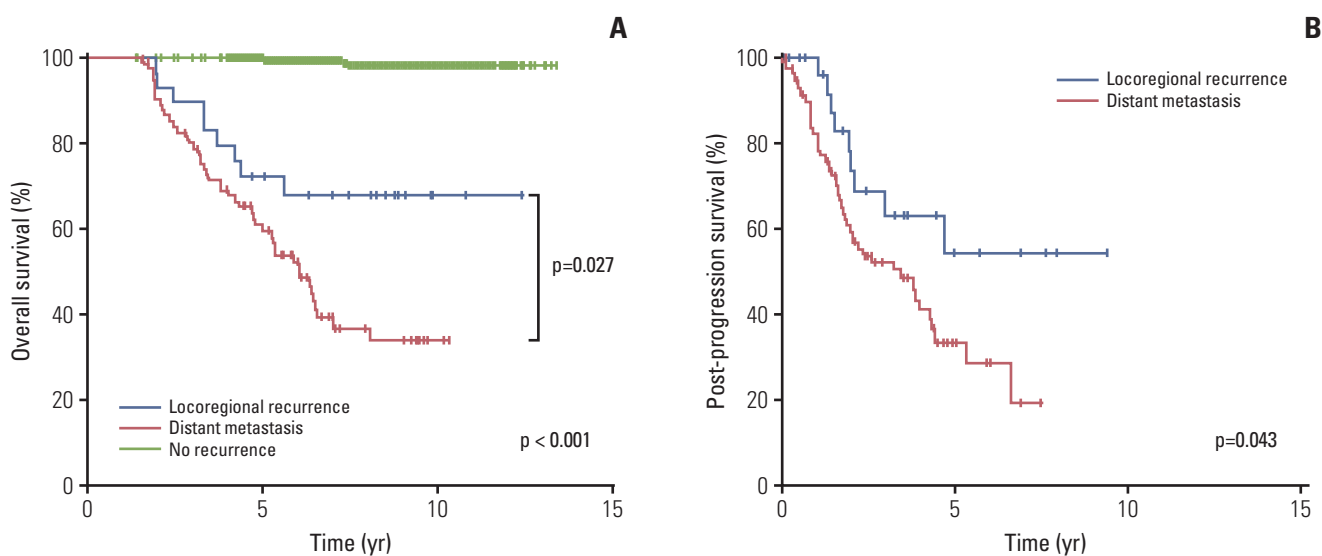 A
Overall survival (%)
100
80
60
40
20
0
0 5 10 15
Time (yr)
Locoregional recurrence
Distant metastasis
No recurrence
p=0.027
p < 0.001
B
Post-progression survival (%)
100
80
60
40
20
0
0 5 10 15
Time (yr)
Locoregional recurrence
Distant metastasis
p=0.043